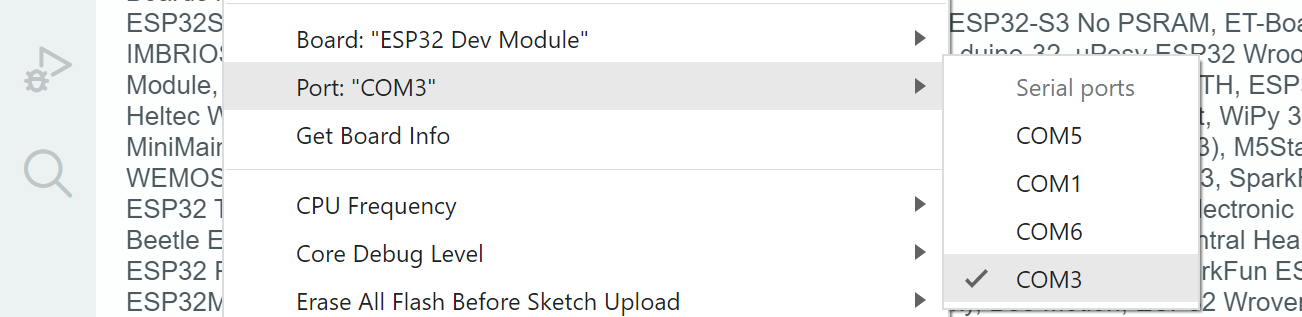 ESP32S
IMBRIOS
Module,
Heltec W
MiniMain
WEMOS
ESP32 T
Beetle E
ESP32 F
ESP32M
Board: "ESP32 Dev Module"
Port: "COM3"
Get Board Info
CPU Frequency
Core Debug Level
Erase All Flash Before Sketch Upload
Serial ports
COM5
COM1
COM6
COM3
ESP32-S3 No PSRAM, ET-Boa
duino-32, uPesy ESP32 Wroo
TH, ESP3
t, WiPy 3
3), M5Sta
3, SparkF
lectronic
ntral Hea
rkFun ES
02 Wrover